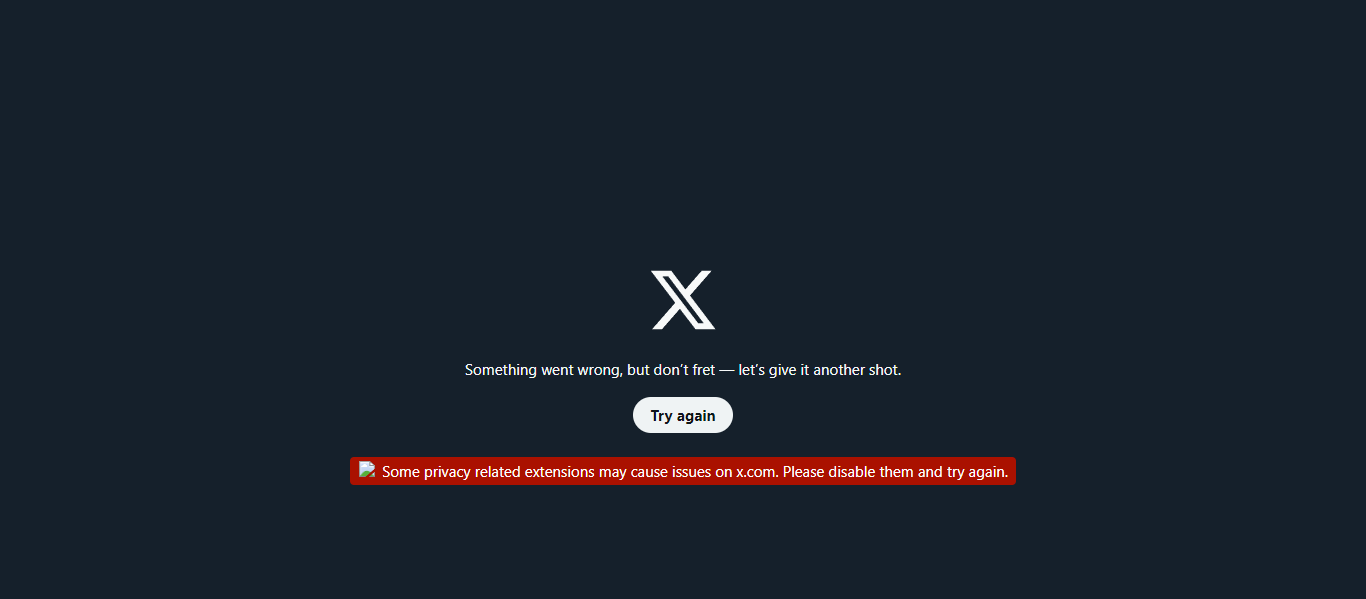 Something went wrong, but don’t fret — let’s give it another shot.
Try again
Some privacy related extensions may cause issues on x.com. Please disable them and try again.